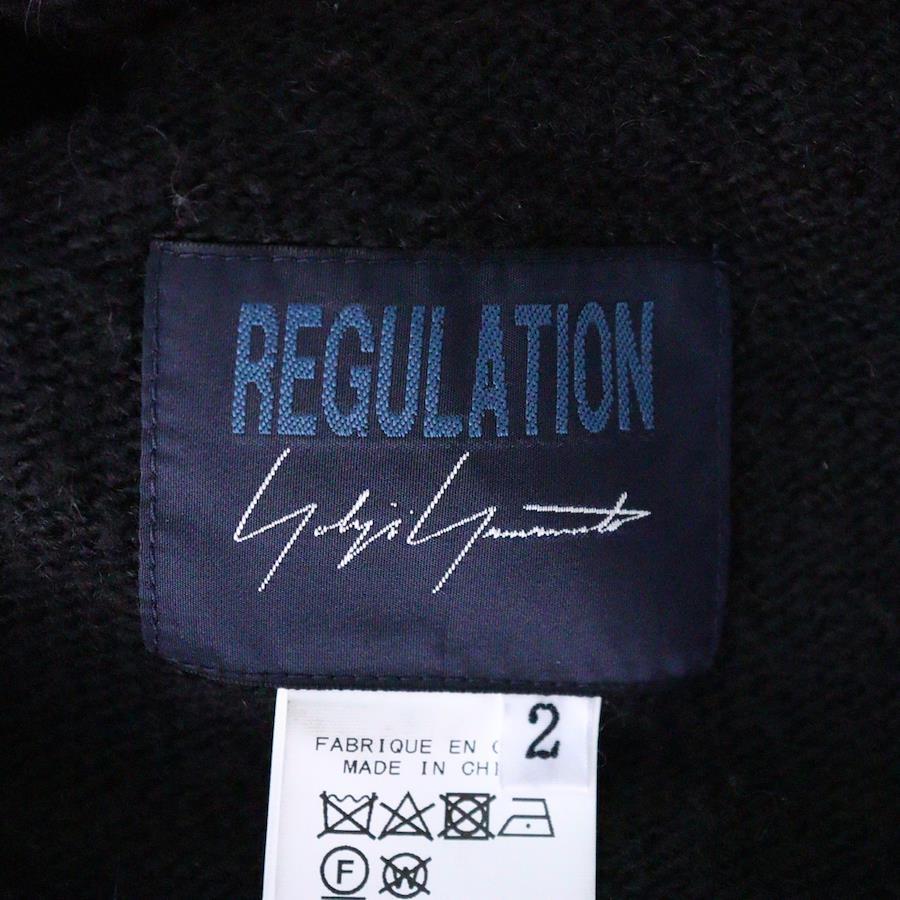 REGULATION
Yohji Yamamoto
2
FABRIQUE EN C
MADE IN CHI
F
W